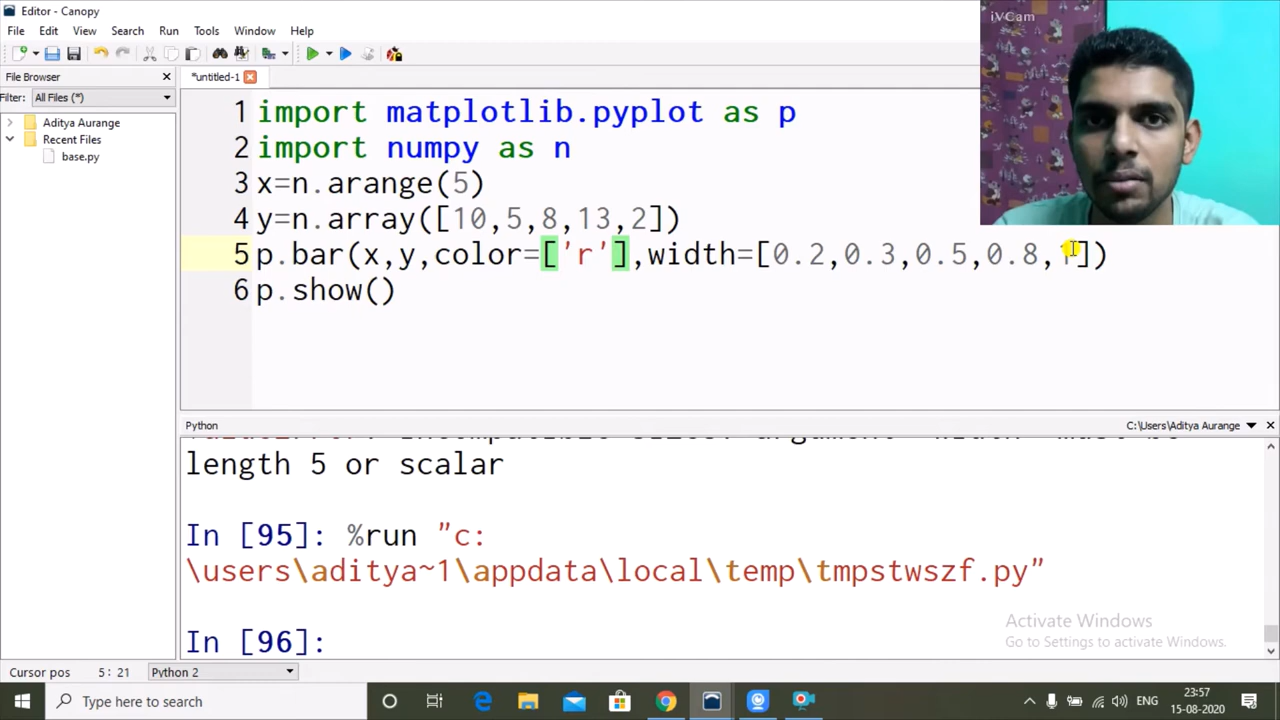 Editor - Canopy
iVCam
File Edit View Search Run Tools Window Help
File Browser
*untitled-1
Filter: All Files (*)
Aditya Aurange
Recent Files
base.py
1 import matplotlib.pyplot as p
2 import numpy as n
3 x=n.arange(5)
4 y=n.array([10,5,8,13,2])
5 p.bar(x,y,color=['r'],width=[0.2,0.3,0.5,0.8,1])
6 p.show()
Python
C:\Users\Aditya Aurange
length 5 or scalar
In [95]: %run "c:
\users\aditya~1\appdata\local\temp\tmpstwszf.py"
In [96]:
Activate Windows
Go to Settings to activate Windows.
Cursor pos 5 : 21 Python 2
Type here to search
ENG
23:57
15-08-2020